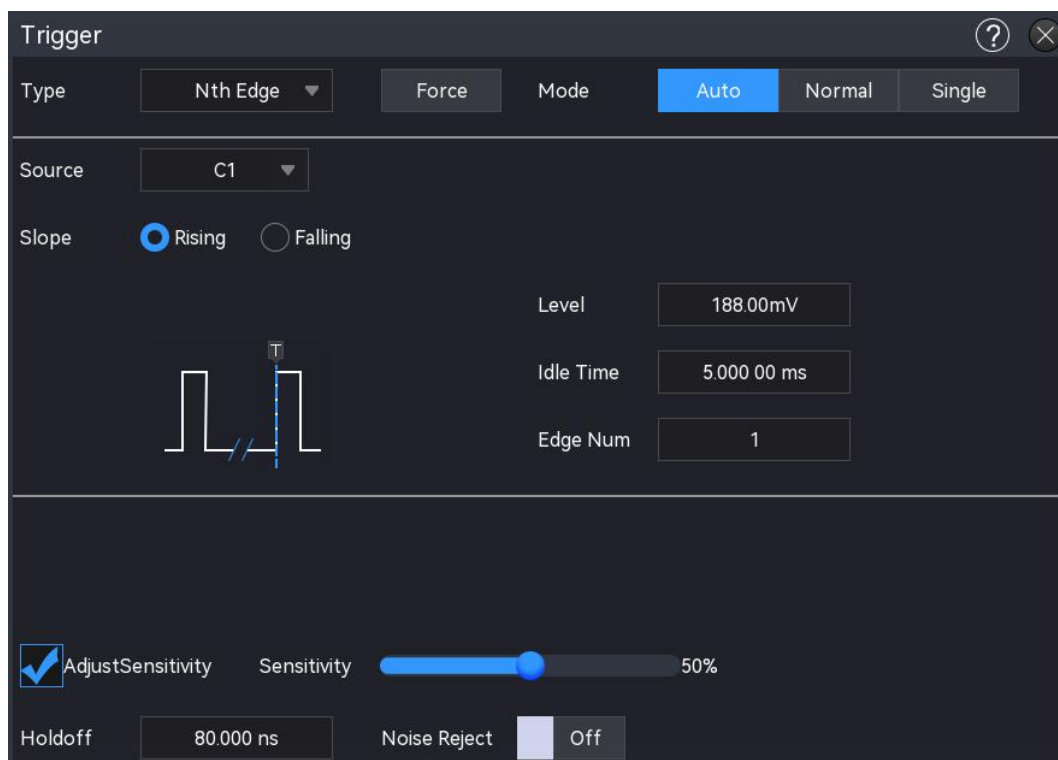 Trigger
Type Nth Edge Force Mode Auto Normal Single
Source C1
Slope Rising Falling
Level 188.00mV
T
Idle Time 5.000 00 ms
Edge Num 1
AdjustSensitivity Sensitivity 50%
Holdoff 80.000 ns Noise Reject Off